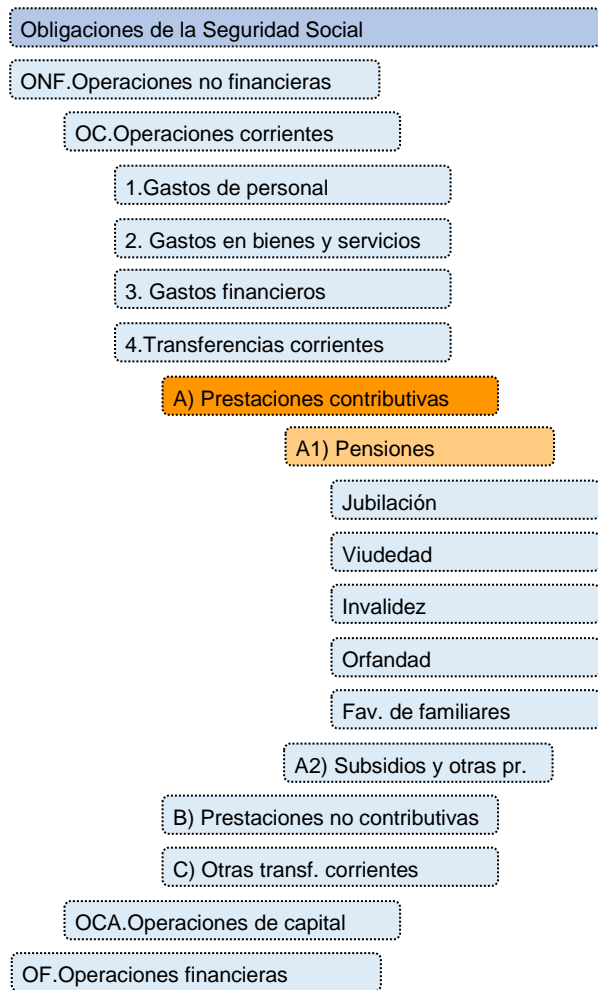 Obligaciones de la Seguridad Social
ONF.Operaciones no financieras
OC.Operaciones corrientes
1.Gastos de personal
2. Gastos en bienes y servicios
3. Gastos financieros
4.Transferencias corrientes
A) Prestaciones contributivas
A1) Pensiones
Jubilación
Viudedad
Invalidez
Orfandad
Fav. de familiares
A2) Subsidios y otras pr.
B) Prestaciones no contributivas
C) Otras transf. corrientes
OCA.Operaciones de capital
OF.Operaciones financieras